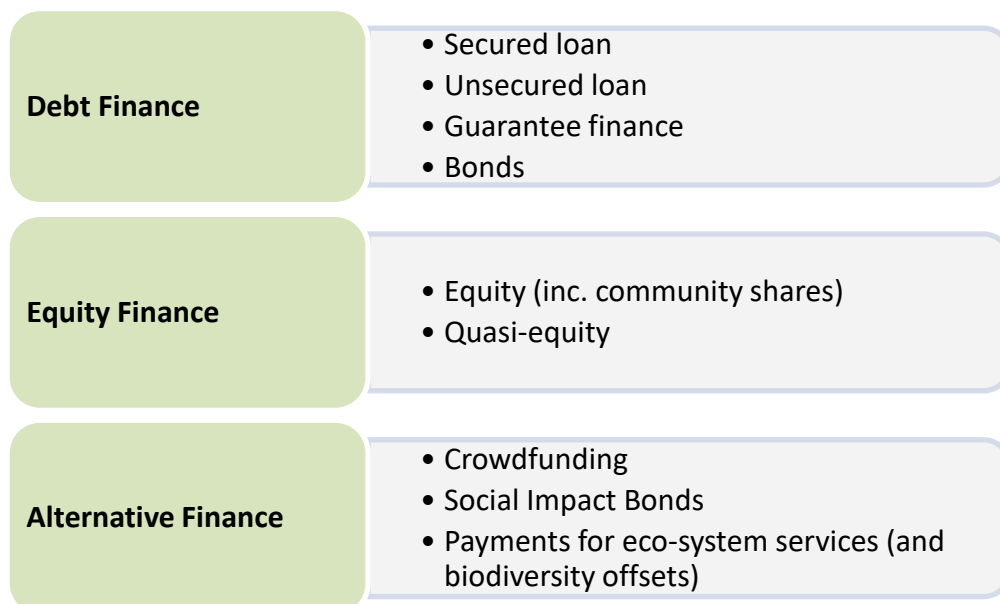 Debt Finance
• Secured loan
• Unsecured loan
• Guarantee finance
• Bonds
Equity Finance
• Equity (inc. community shares)
• Quasi-equity
Alternative Finance
• Crowdfunding
• Social Impact Bonds
• Payments for eco-system services (and
biodiversity offsets)